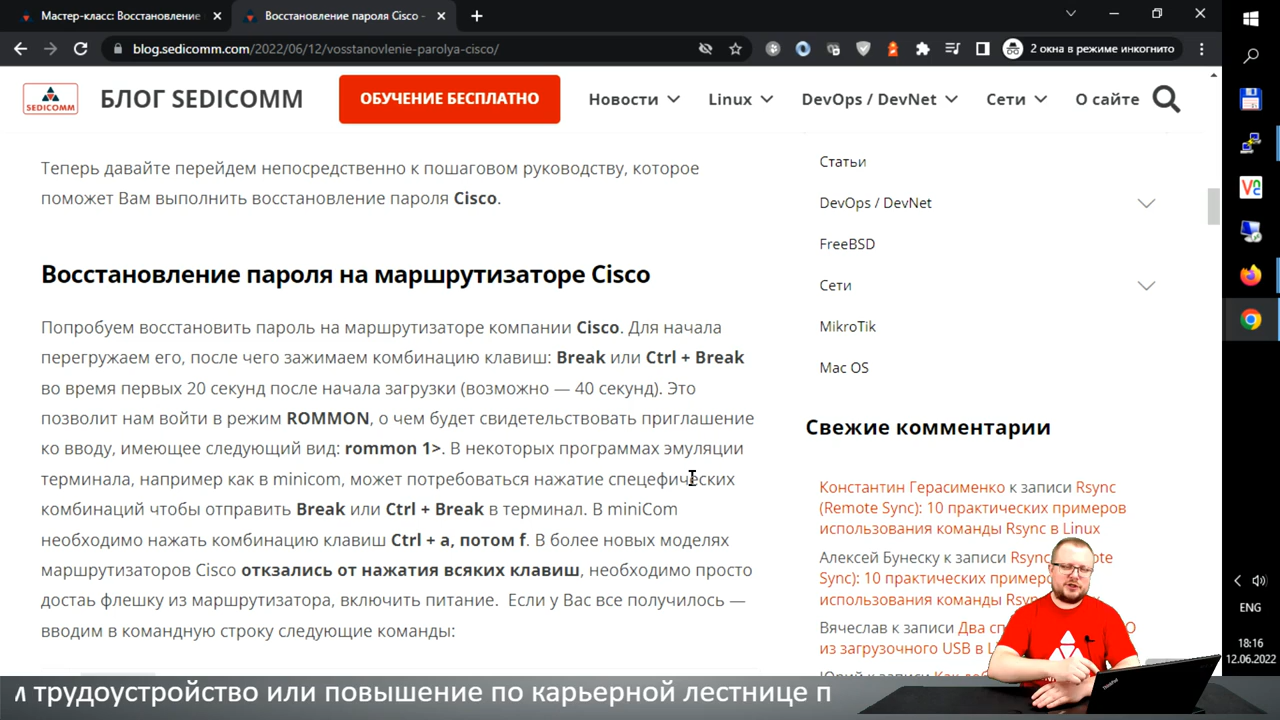 Мастер-класс: Восстановление
Восстановление пароля Cisco -
blog.sedicomm.com/2022/06/12/vosstanovlenie-parolya-cisco/
2 окна в режиме инкогнито
SEDICOMM
БЛОГ SEDICOMM
ОБУЧЕНИЕ БЕСПЛАТНО
Новости
Linux
DevOps / DevNet
Сети
О сайте
Теперь давайте перейдем непосредственно к пошаговом руководству, которое
поможет Вам выполнить восстановление пароля Cisco.
Восстановление пароля на маршрутизаторе Cisco
Попробуем восстановить пароль на маршрутизаторе компании Cisco. Для начала
перегружаем его, после чего зажимаем комбинацию клавиш: Break или Ctrl + Break
во время первых 20 секунд после начала загрузки (возможно — 40 секунд). Это
позволит нам войти в режим ROMMON, о чем будет свидетельствовать приглашение
ко вводу, имеющее следующий вид: rommon 1>. В некоторых программах эмуляции
терминала, например как в minicom, может потребоваться нажатие спецефических
комбинаций чтобы отправить Break или Ctrl + Break в терминал. В miniCom
необходимо нажать комбинацию клавиш Ctrl + a, потом f. В более новых моделях
маршрутизаторов Cisco откзались от нажатия всяких клавиш, необходимо просто
достаь флешку из маршрутизатора, включить питание. Если у Вас все получилось —
вводим в командную строку следующие команды:
Статьи
DevOps / DevNet
FreeBSD
Сети
MikroTik
Mac OS
Свежие комментарии
Константин Герасименко к записи Rsync
(Remote Sync): 10 практических примеров
использования команды Rsync в Linux
Алексей Бунеску к записи Rsync
Sync): 10 практических
использования команды
Вячеслав к записи Два
из загрузочного USB в
ENG
18:16
12.06.2022
трудоустройство или повышение по карьерной лестнице п